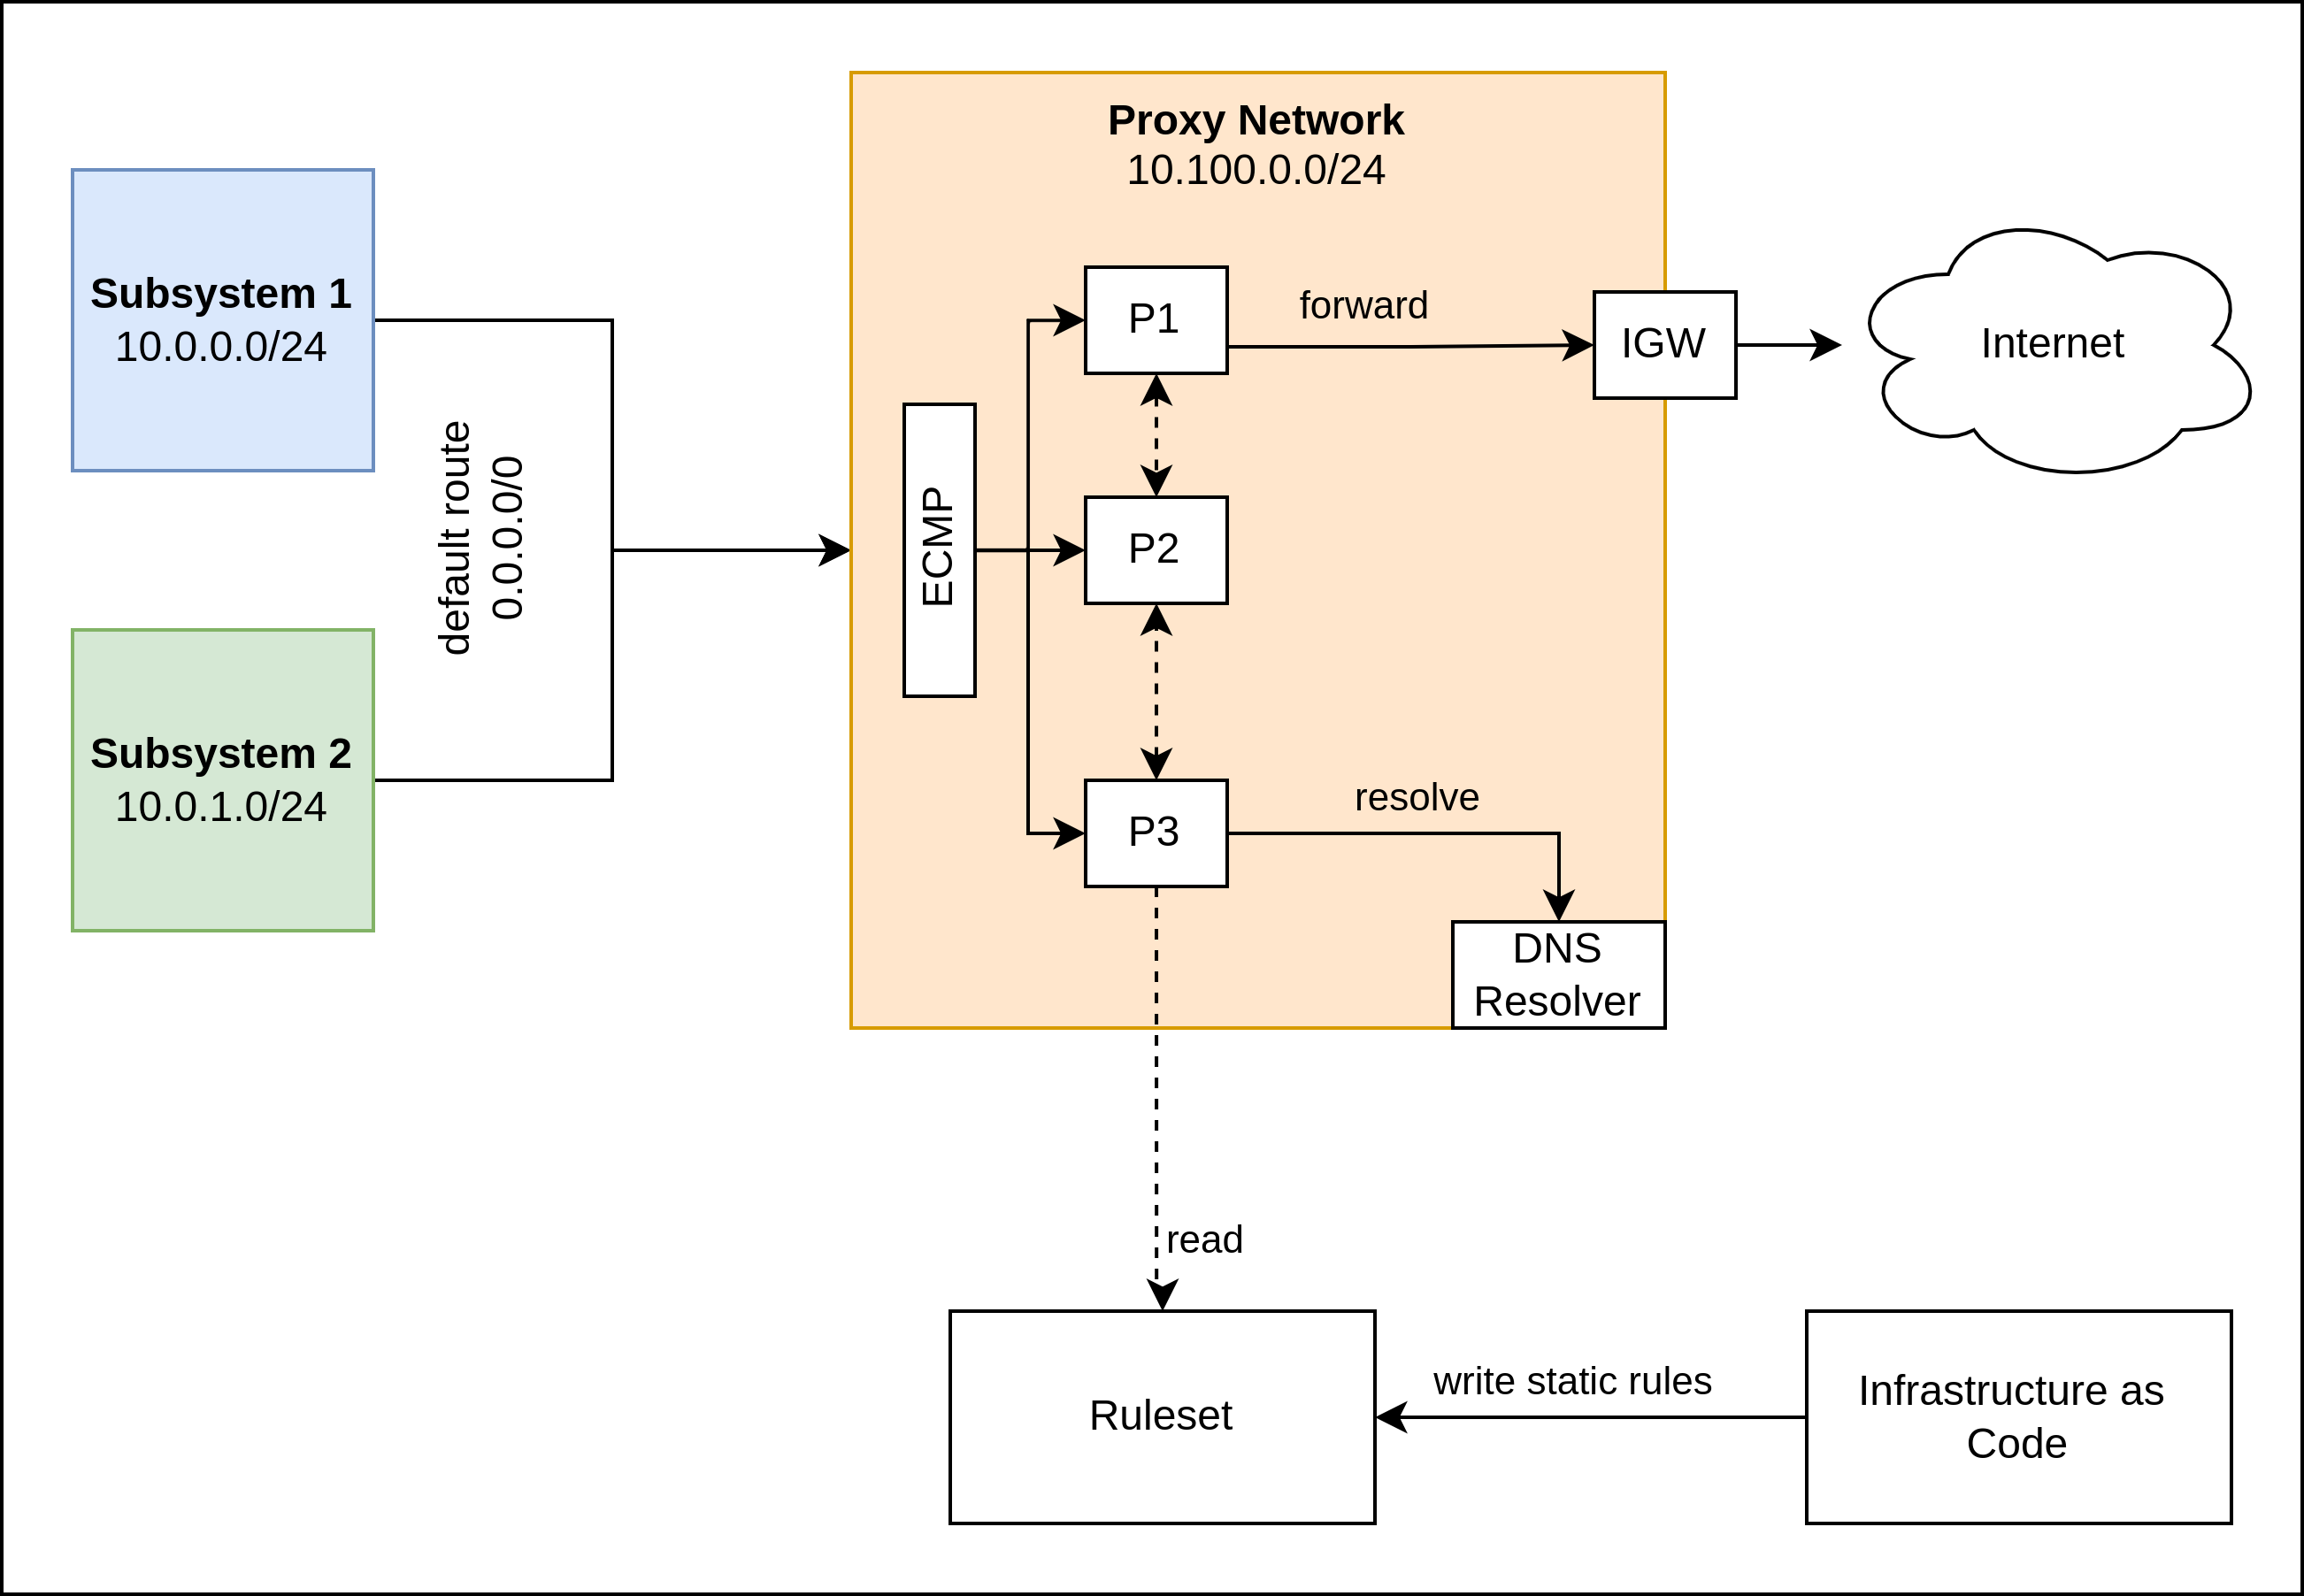 Proxy Network
10.100.0.0/24
Subsystem 1
10.0.0.0/24
default route
0.0.0.0/0
Subsystem 2
10.0.1.0/24
ECMP
P1
P2
P3
forward
IGW
Internet
resolve
DNS
Resolver
read
Ruleset
write static rules
Infrastructure as
Code